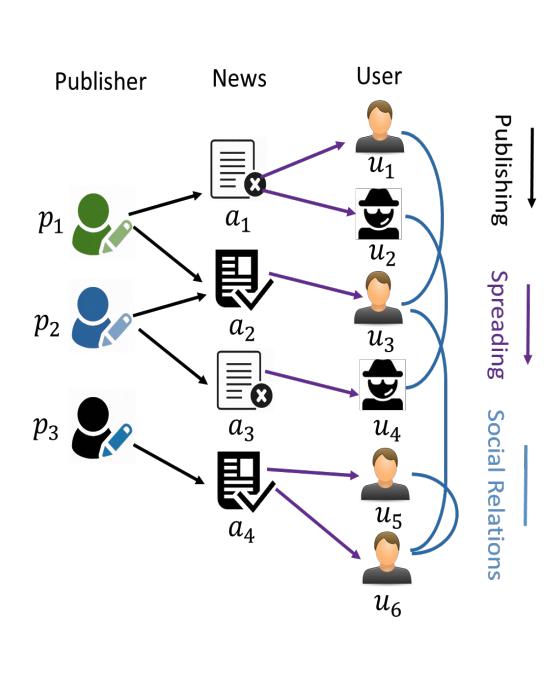 Publisher
News
User
p₁
p₂
p₃
a₁
a₂
a₃
a₄
u₁
u₂
u₃
u₄
u₅
u₆
Publishing
Spreading
Social Relations